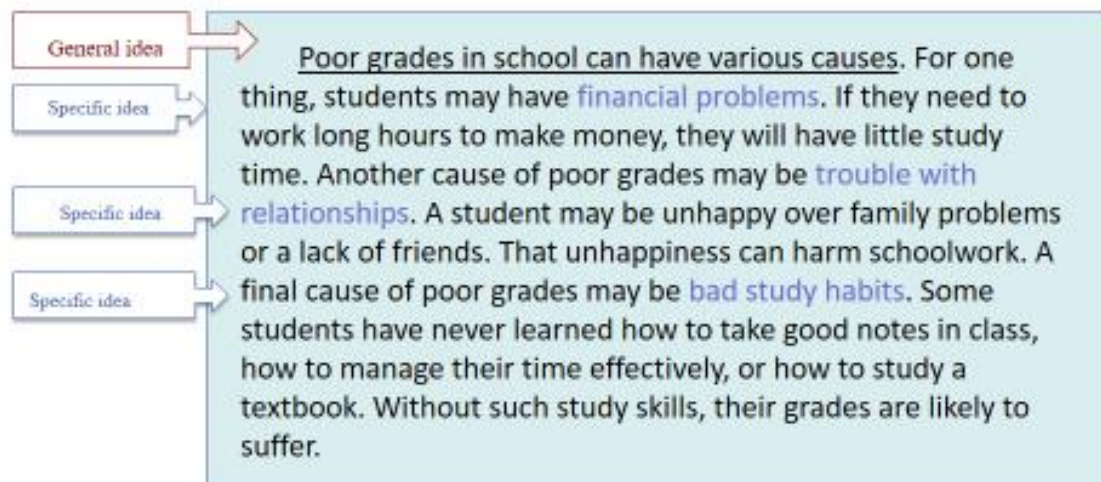 General idea
Specific idea
Specific idea
Specific idea
Poor grades in school can have various causes. For one
thing, students may have financial problems. If they need to
work long hours to make money, they will have little study
time. Another cause of poor grades may be trouble with
relationships. A student may be unhappy over family problems
or a lack of friends. That unhappiness can harm schoolwork. A
final cause of poor grades may be bad study habits. Some
students have never learned how to take good notes in class,
how to manage their time effectively, or how to study a
textbook. Without such study skills, their grades are likely to
suffer.